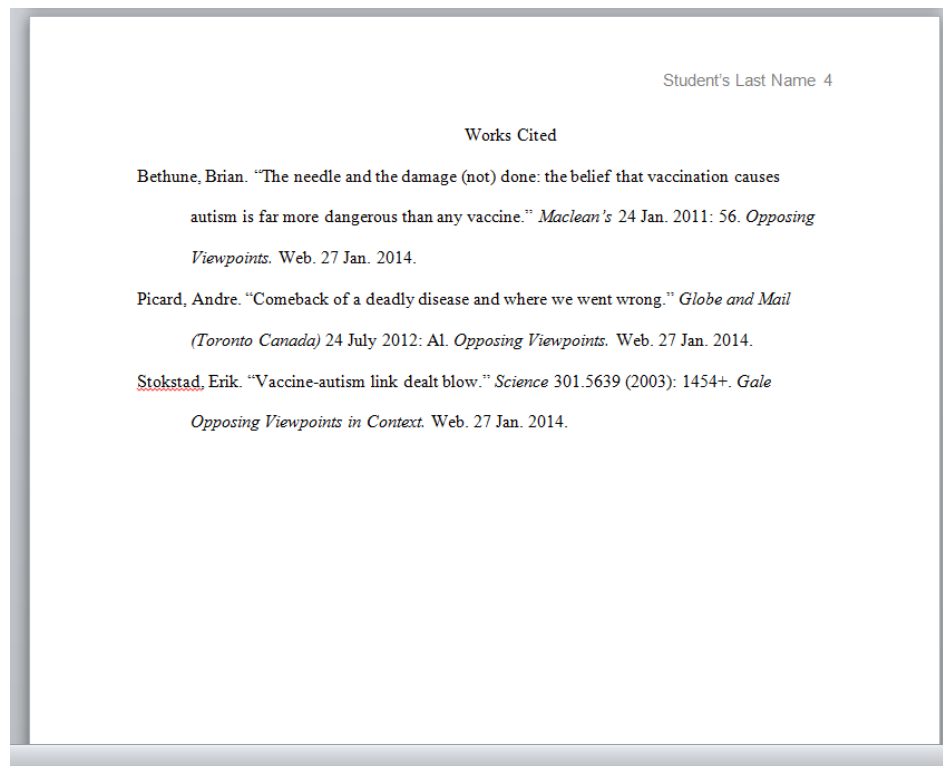 Student's Last Name 4
Works Cited
Bethune, Brian. “The needle and the damage (not) done: the belief that vaccination causes
autism is far more dangerous than any vaccine.” Maclean's 24 Jan. 2011: 56. Opposing
Viewpoints. Web. 27 Jan. 2014.
Picard, Andre. “Comeback of a deadly disease and where we went wrong.” Globe and Mail
(Toronto Canada) 24 July 2012: A1. Opposing Viewpoints. Web. 27 Jan. 2014.
Stokstad, Erik. “Vaccine-autism link dealt blow.” Science 301.5639 (2003): 1454+. Gale
Opposing Viewpoints in Context. Web. 27 Jan. 2014.